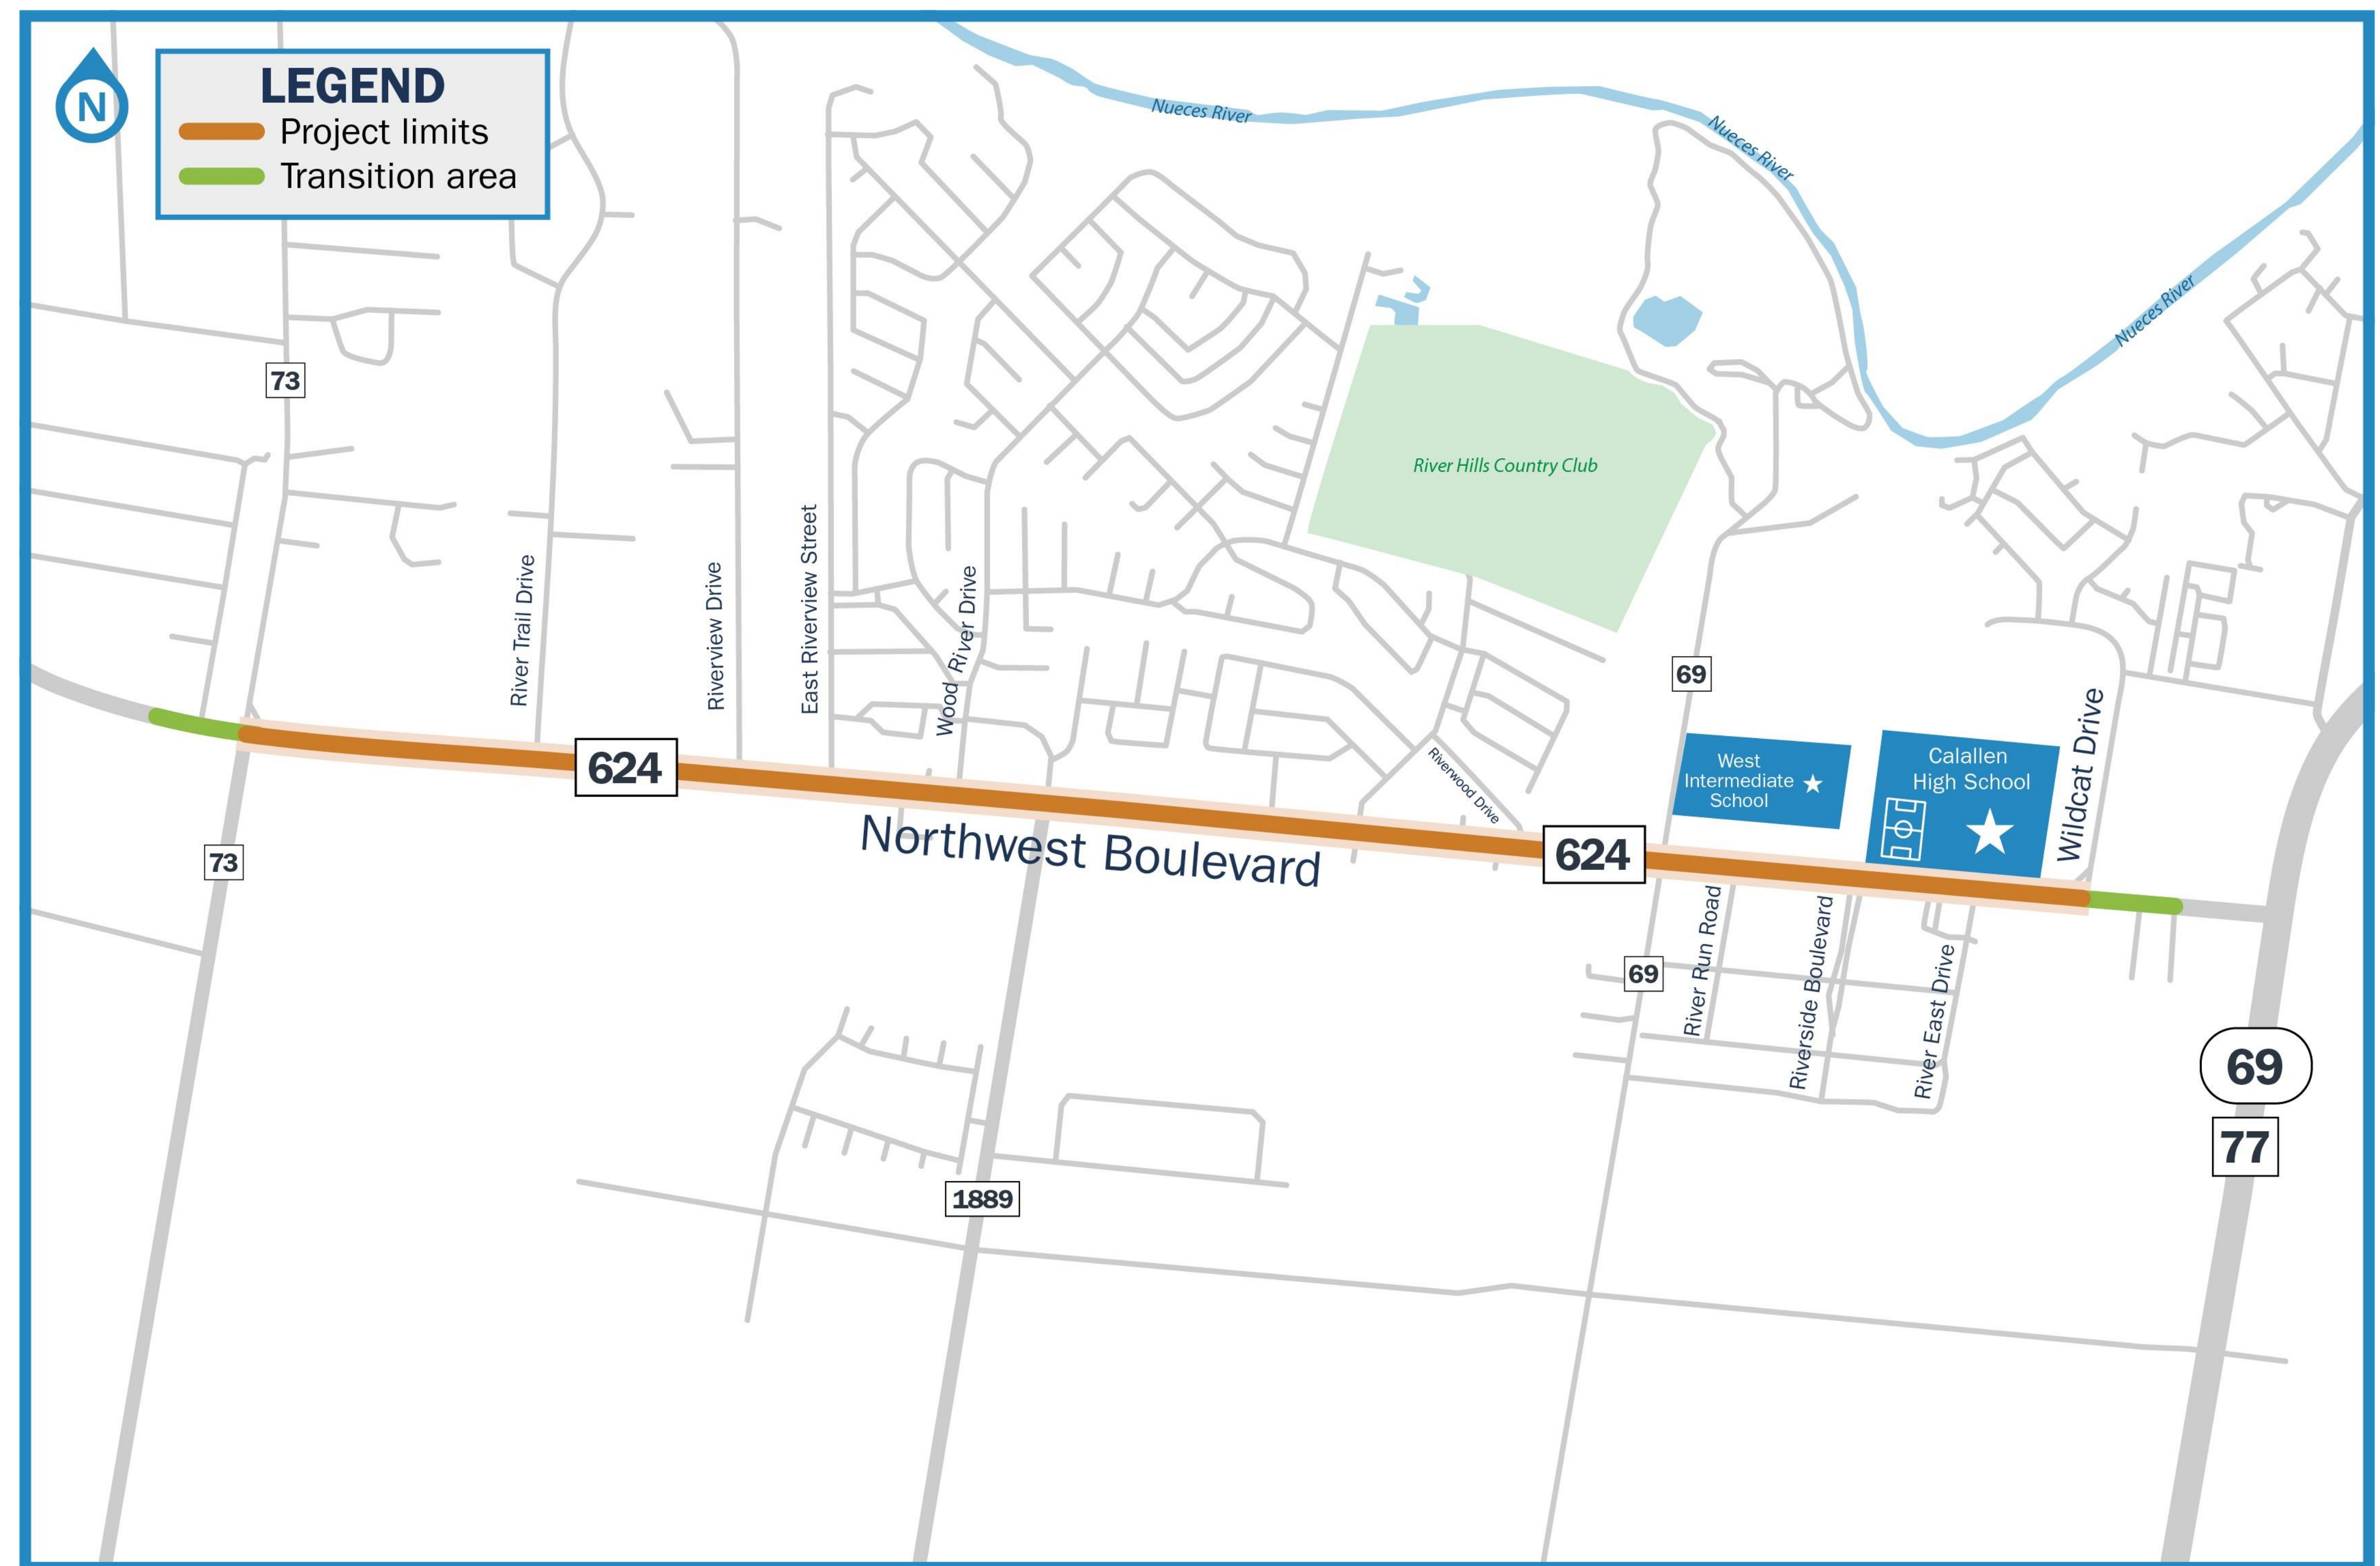 N
LEGEND
Project limits
Transition area
Nueces River
Nueces River
Nueces River
73
River Hills Country Club
River Trail Drive
Riverview Drive
East Riverview Street
Wood River Drive
69
624
Riverwood Drive
West
Intermediate
School
Calallen
High School
Wildcat Drive
Northwest Boulevard
624
73
River Run Road
Riverside Boulevard
River East Drive
69
69
77
1889